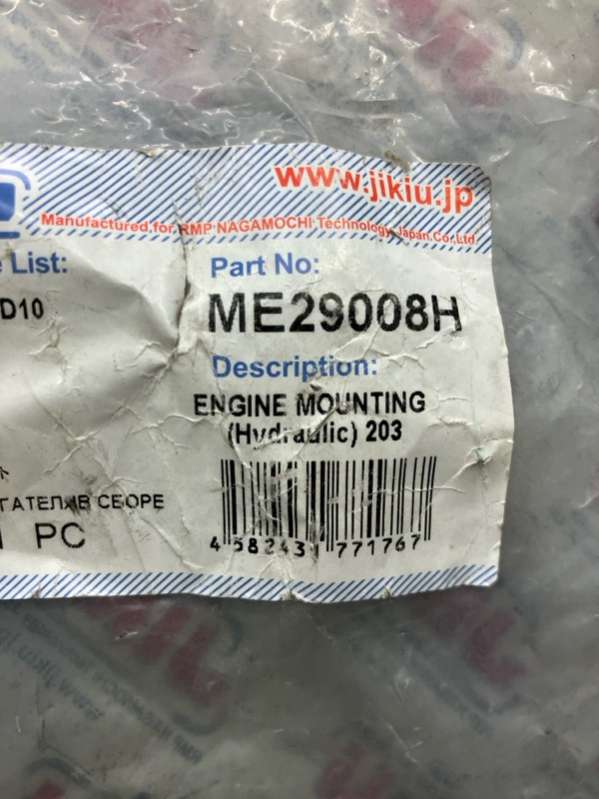 www.jikiu.jp
Manufactured for RMP NAGAMOCHI Technology Japan Co.Ltd.
e List:
D10
Part No:
ME29008H
Description:
ENGINE MOUNTING
(Hydraulic) 203
ГАТЕЛЯ В СБОРЕ
PC
4 582431 771767